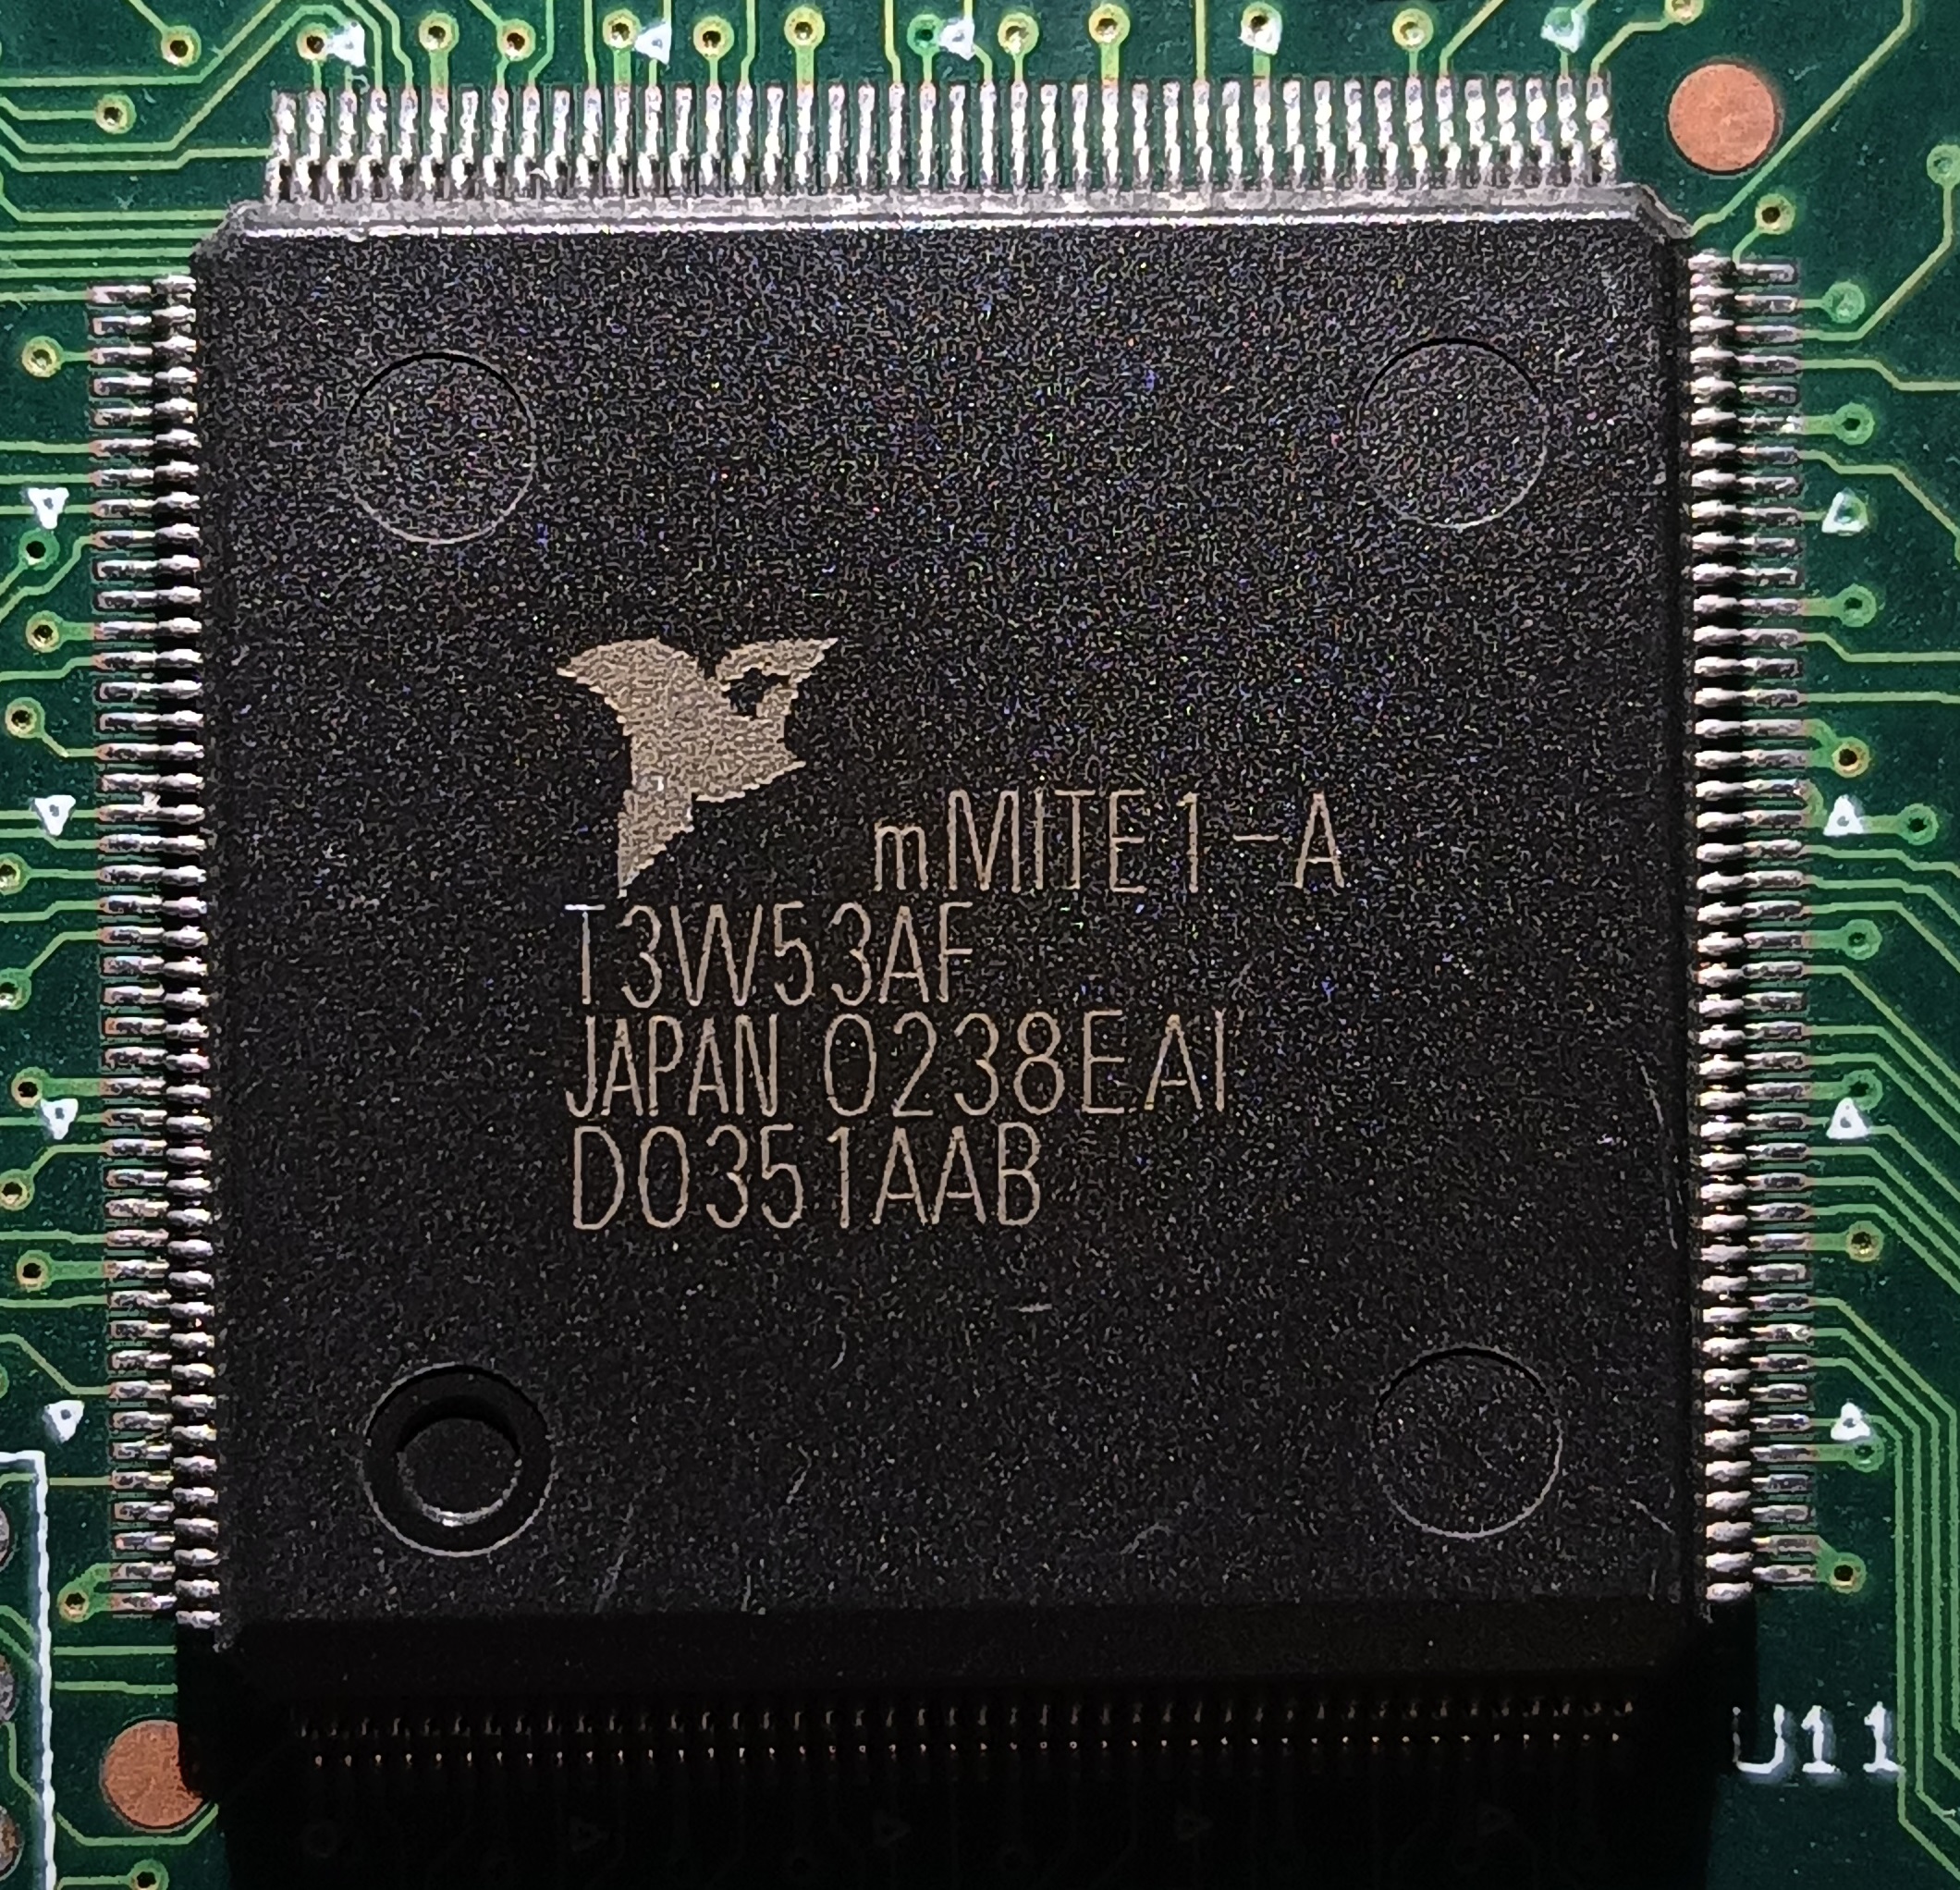 mMITE1-A
T3W53AF
JAPAN 0238EAI
D0351AAB
U11